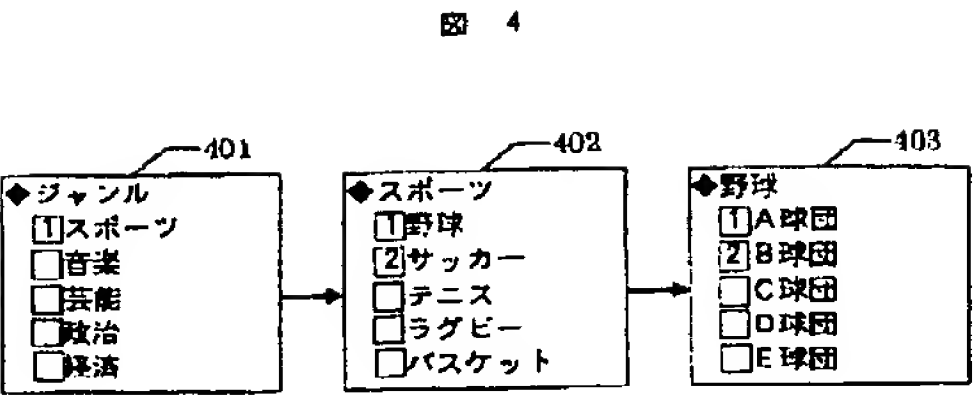 図 4
401
◆ジャンル
1スポーツ
音楽
芸能
政治
経済
402
◆スポーツ
1野球
2サッカー
テニス
ラグビー
バスケット
403
◆野球
1A球団
2B球団
C球団
D球団
E球団